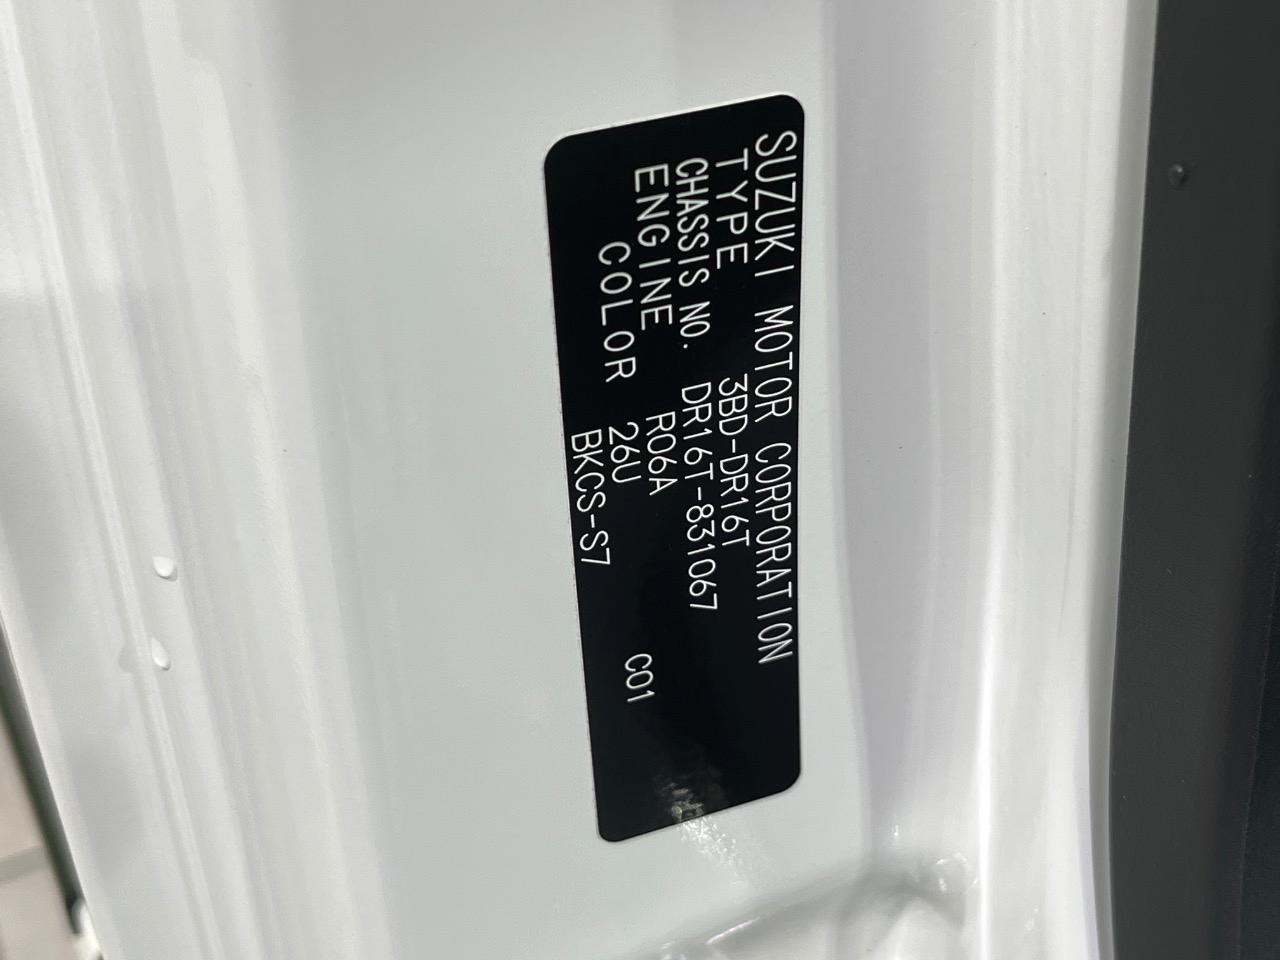 SUZUKI MOTOR CORPORATION
TYPE 3BD-DR16T
CHASSIS NO. DR16T-831067
ENGINE R06A
COLOR 26U C01
BKCS-S7